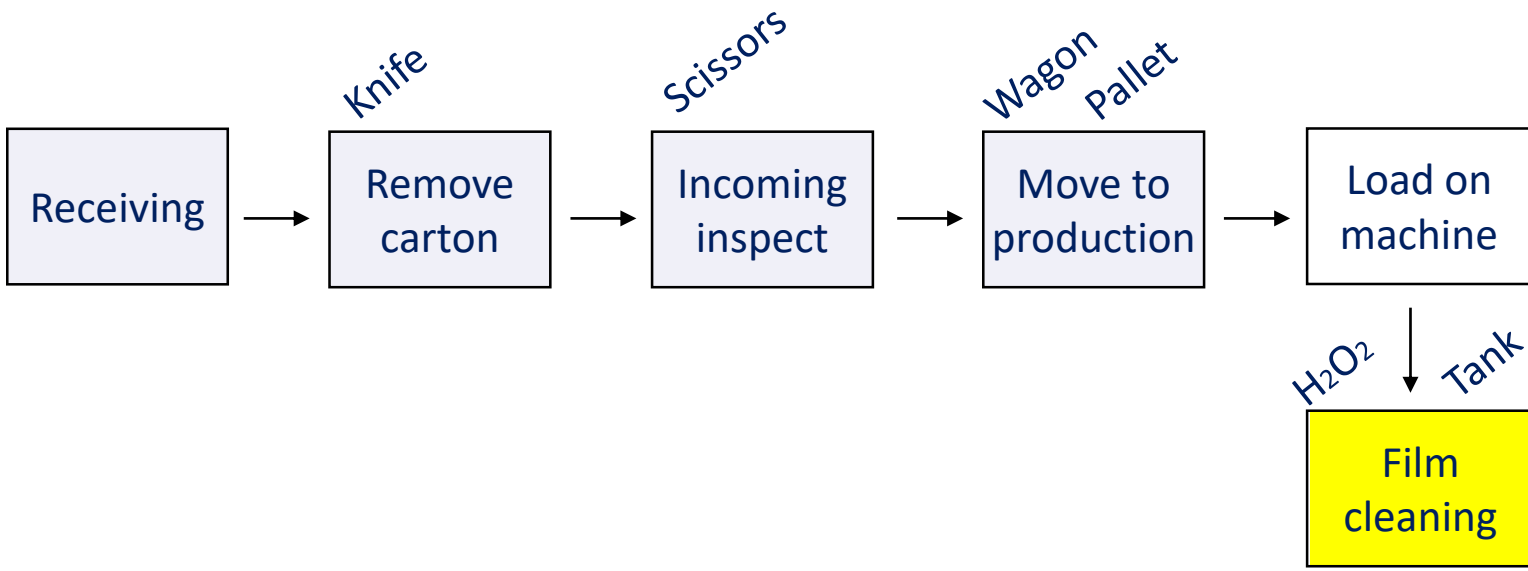 Knife
Scissors
Wagon
Pallet
Receiving
Remove
carton
Incoming
inspect
Move to
production
Load on
machine
H₂O₂
Tank
Film
cleaning